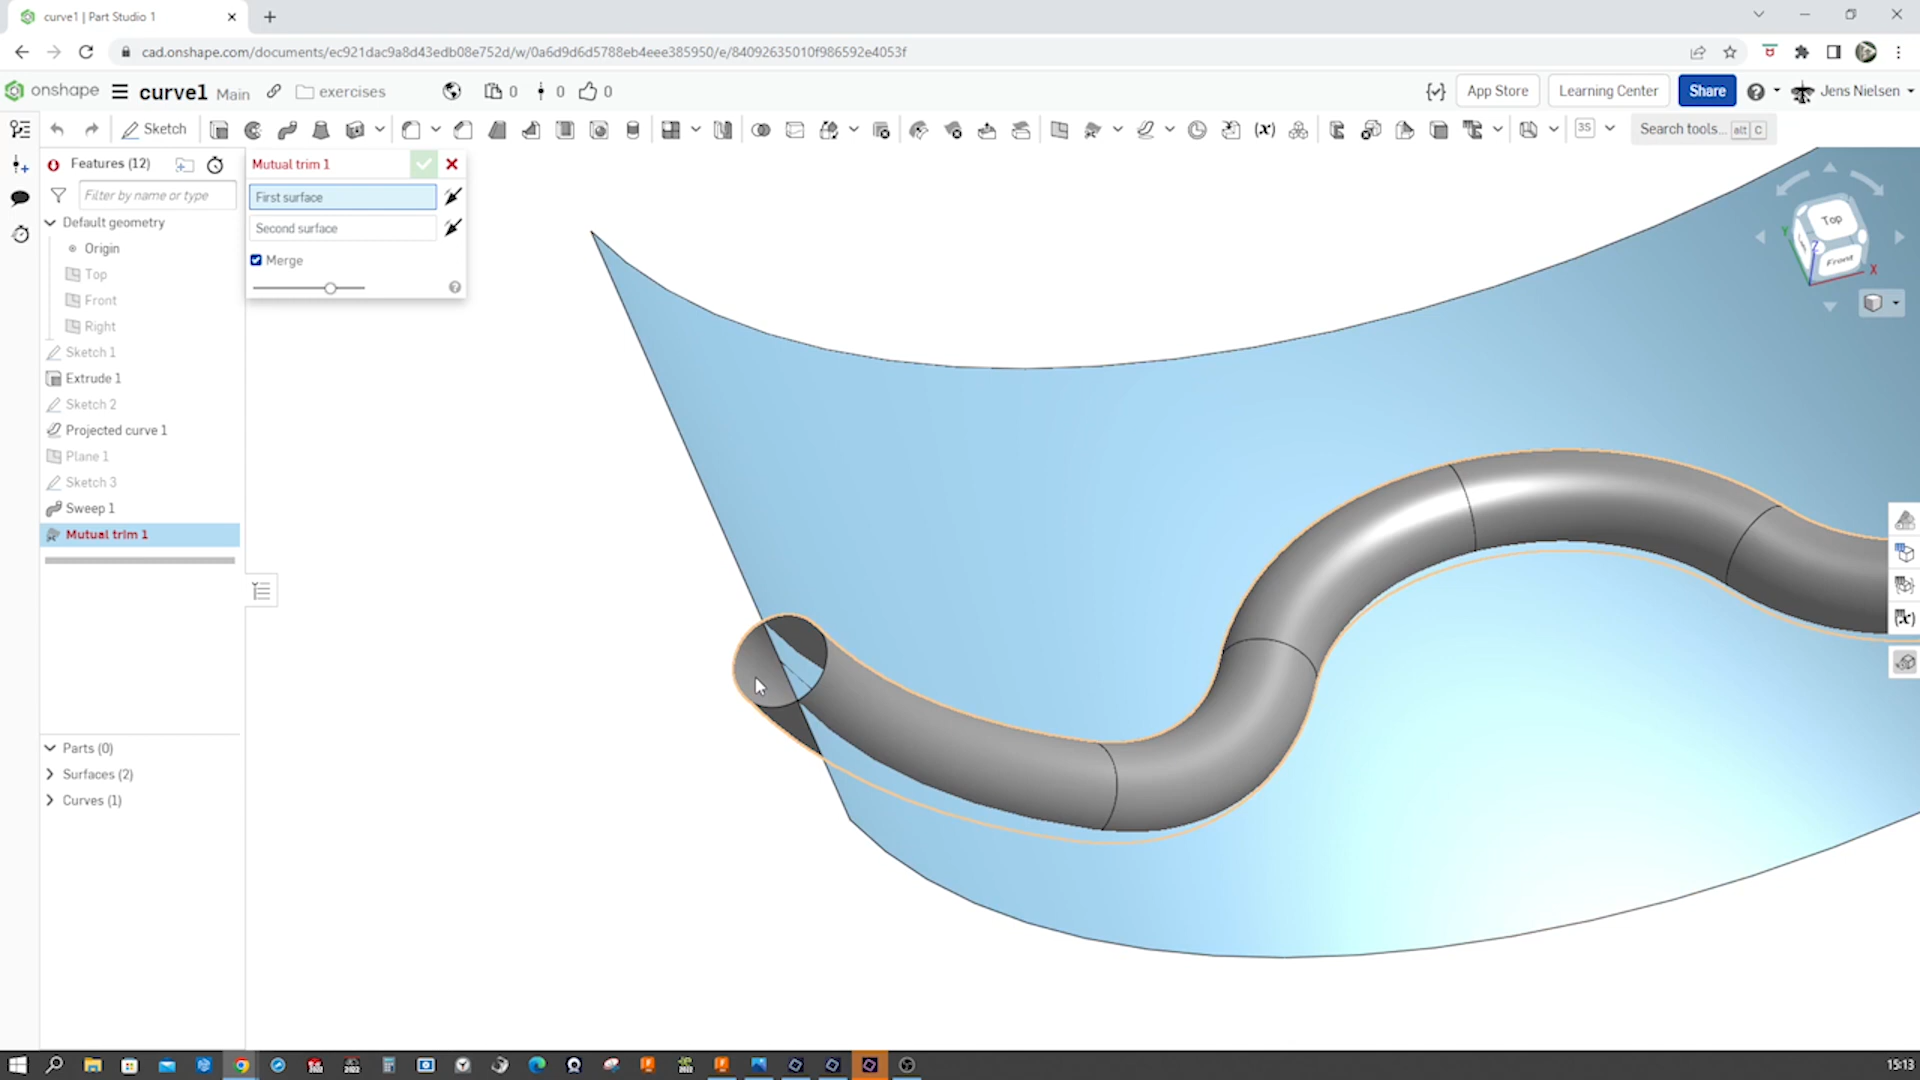 curve1 | Part Studio 1
cad.onshape.com/documents/ec921dac9a8d43edb08e752d/w/0a6d9d6d5788eb4eee385950/e/84092635010f986592e4053f
onshape curve1 Main exercises 0 0 0 App Store Learning Center Share Jens Nielsen
Sketch (x) 3S Search tools... alt C
Features (12)
Filter by name or type
Default geometry
Origin
Top
Front
Right
Sketch 1
Extrude 1
Sketch 2
Projected curve 1
Plane 1
Sketch 3
Sweep 1
Mutual trim 1
Parts (0)
Surfaces (2)
Curves (1)
Mutual trim 1
First surface
Second surface
Merge
Top
Front
Y
Z
X
(x)
15:13